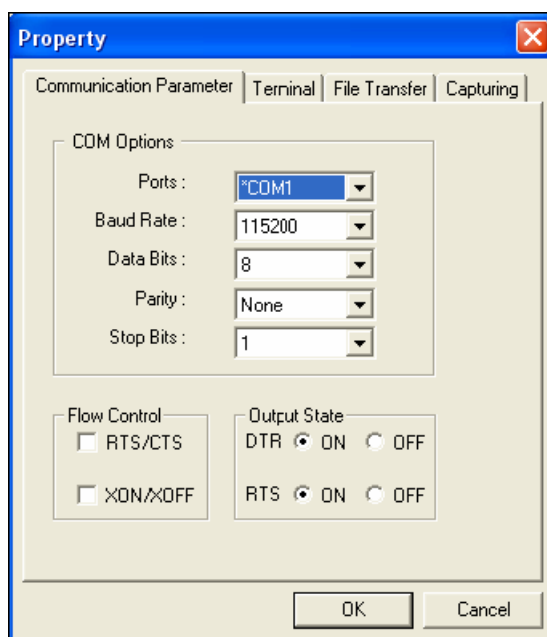 Property
Communication Parameter Terninal File Transfer Capturing
COM Options
Ports : *COM1
Baud Rate : 115200
Data Bits : 8
Parity : None
Stop Bits : 1
Flow Control Output State
RTS/CTS DTR ON OFF
XON/XOFF RTS ON OFF
OK Cancel